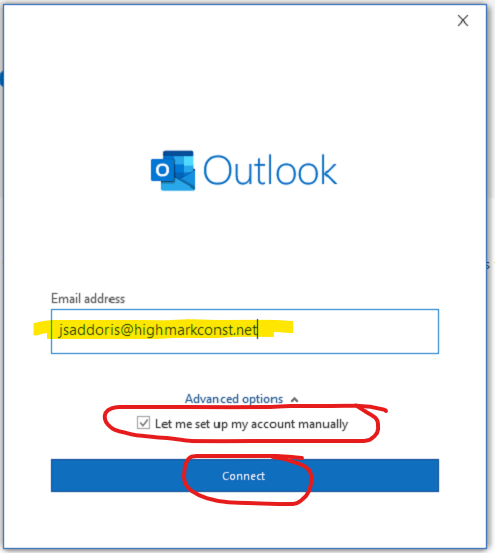 Outlook
Email address
jsaddoris@highmarkconst.net
Advanced options
Let me set up my account manually
Connect